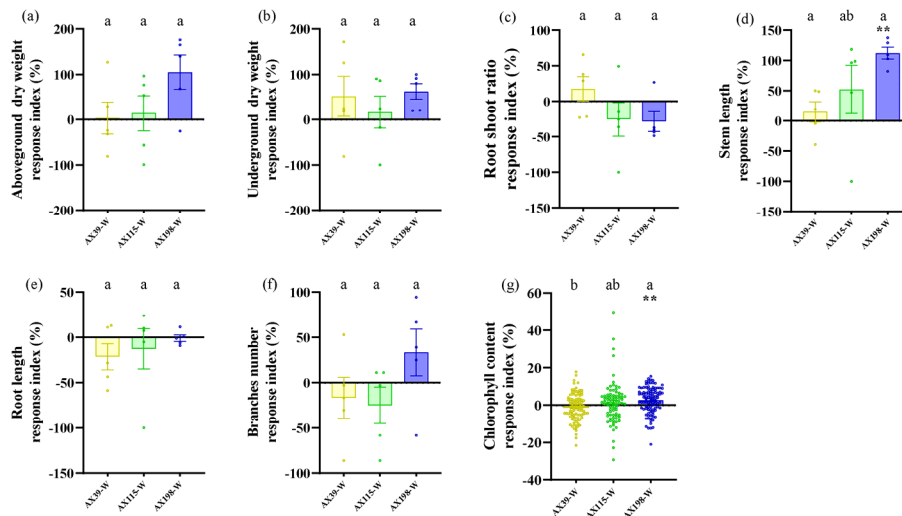 (a)
a a a
Aboveground dry weight
response index (%)
200
100
0
-100
-200
AX39-W AX115-W AX198-W
(b)
a a a
Underground dry weight
response index (%)
200
100
0
-100
-200
AX39-W AX115-W AX198-W
(c)
a a a
Root shoot ratio
response index (%)
100
50
0
-50
-100
-150
AX39-W AX115-W AX198-W
(d)
a ab a
**
Stem length
response index (%)
150
100
50
0
-50
-100
-150
AX39-W AX115-W AX198-W
(e)
a a a
Root length
response index (%)
50
0
-50
-100
-150
AX39-W AX115-W AX198-W
(f)
a a a
Branches number
response index (%)
100
50
0
-50
-100
AX39-W AX115-W AX198-W
(g)
b ab a
**
Chlorophyll content
response index (%)
60
40
20
0
-20
-40
AX39-W AX115-W AX198-W